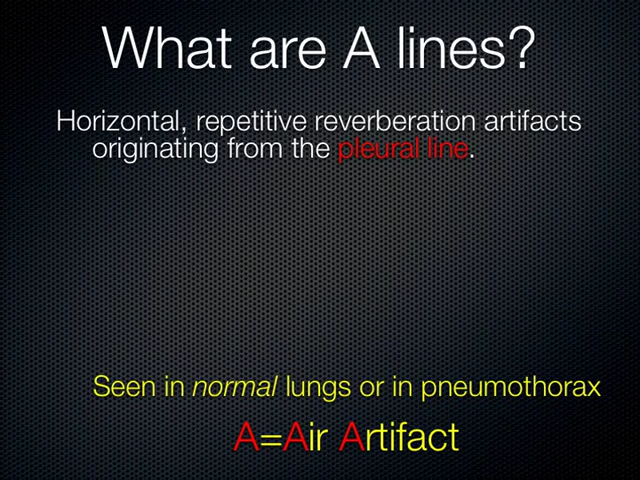 What are A lines?
Horizontal, repetitive reverberation artifacts
originating from the pleural line.
Seen in normal lungs or in pneumothorax
A=Air Artifact